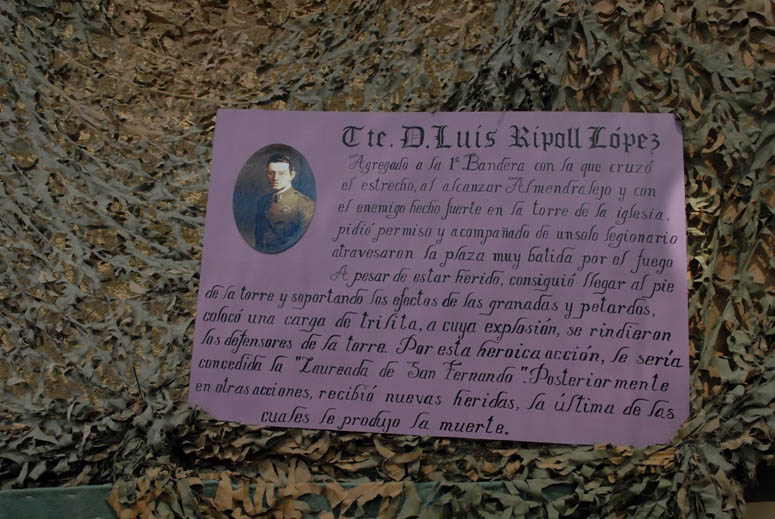 Tte. D. Luis Ripoll López
Agregado a la 1ª Bandera con la que cruzó
el estrecho, al alcanzar Almendralejo y con
el enemigo hecho fuerte en la torre de la iglesia,
pidió permiso y acompañado de un solo legionario
atravesaron la plaza muy batida por el fuego
A pesar de estar herido, consiguió llegar al pie
de la torre y soportando los efectos de las granadas y petardos,
colocó una carga de trilita, a cuya explosión, se rindieron
los defensores de la torre. Por esta heroica acción, le sería
concedida la "Laureada de San Fernando". Posteriormente
en otras acciones, recibió nuevas heridas, la última de las
cuales le produjo la muerte.